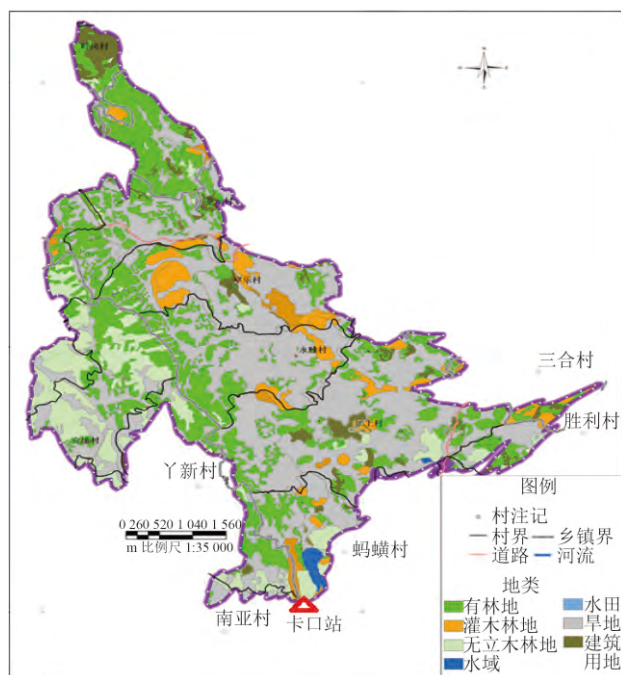 三合村
胜利村
丫新村
0 260 520 1 040 1 560
m 比例尺 1:35 000
蚂蟥村
南亚村
卡口站
图例
村注记
村界 乡镇界
道路 河流
地类
有林地 水田
灌木林地 旱地
无立木林地 建筑
水域 用地